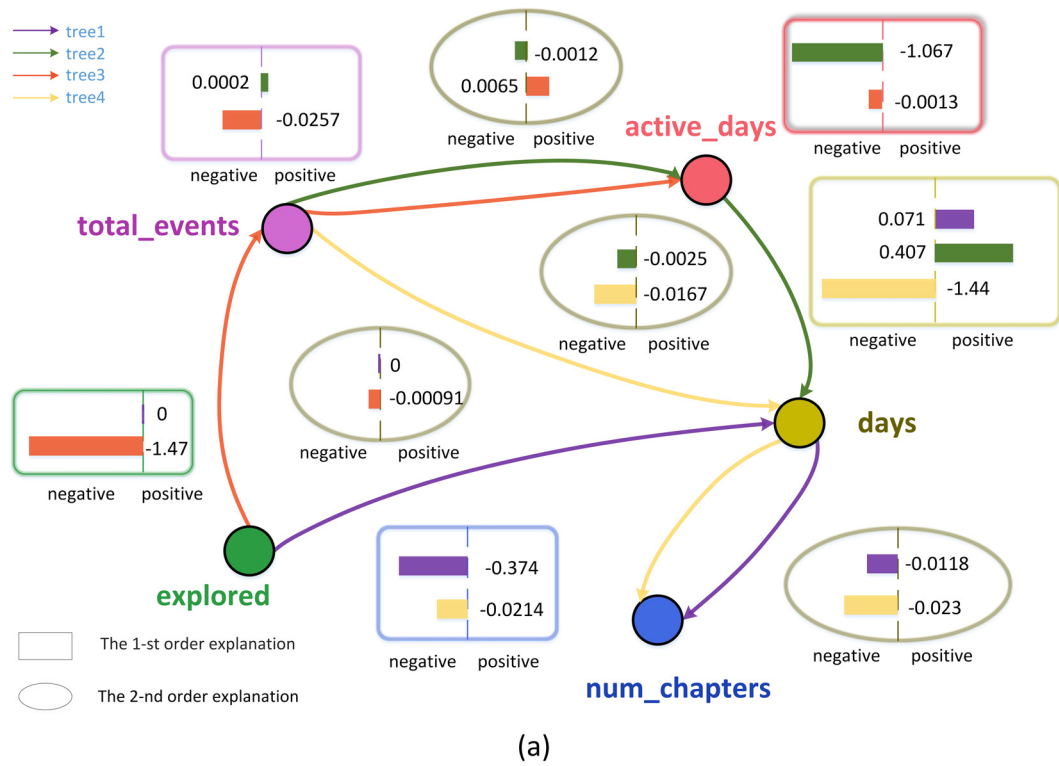 tree1
tree2
tree3
tree4
0.0002
-0.0257
negative positive
-0.0012
0.0065
negative positive
-1.067
-0.0013
negative positive
active_days
total_events
0.071
0.407
-1.44
negative positive
-0.0025
-0.0167
negative positive
0
-0.00091
negative positive
0
-1.47
negative positive
days
explored
-0.374
-0.0214
negative positive
-0.0118
-0.023
negative positive
num_chapters
The 1-st order explanation
The 2-nd order explanation
(a)